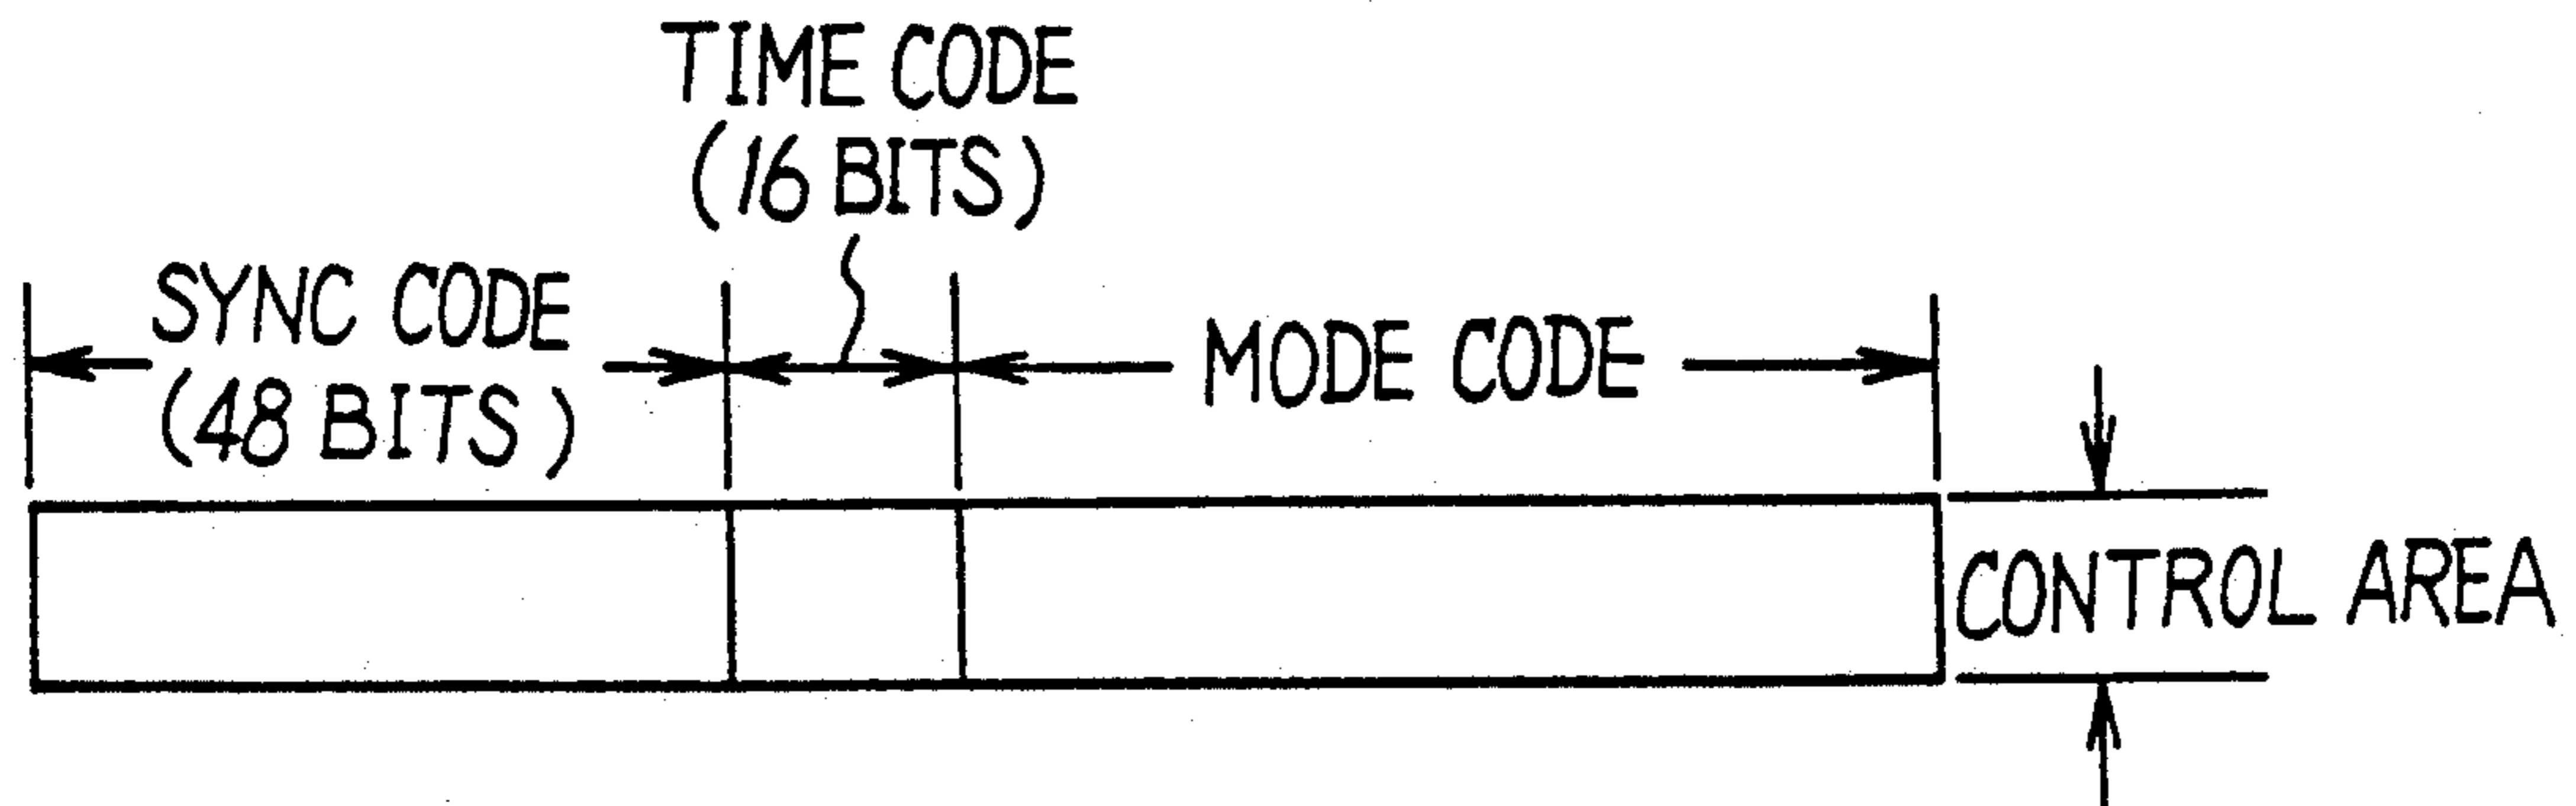 TIME CODE
(16 BITS)
SYNC CODE
(48 BITS)
MODE CODE
CONTROL AREA